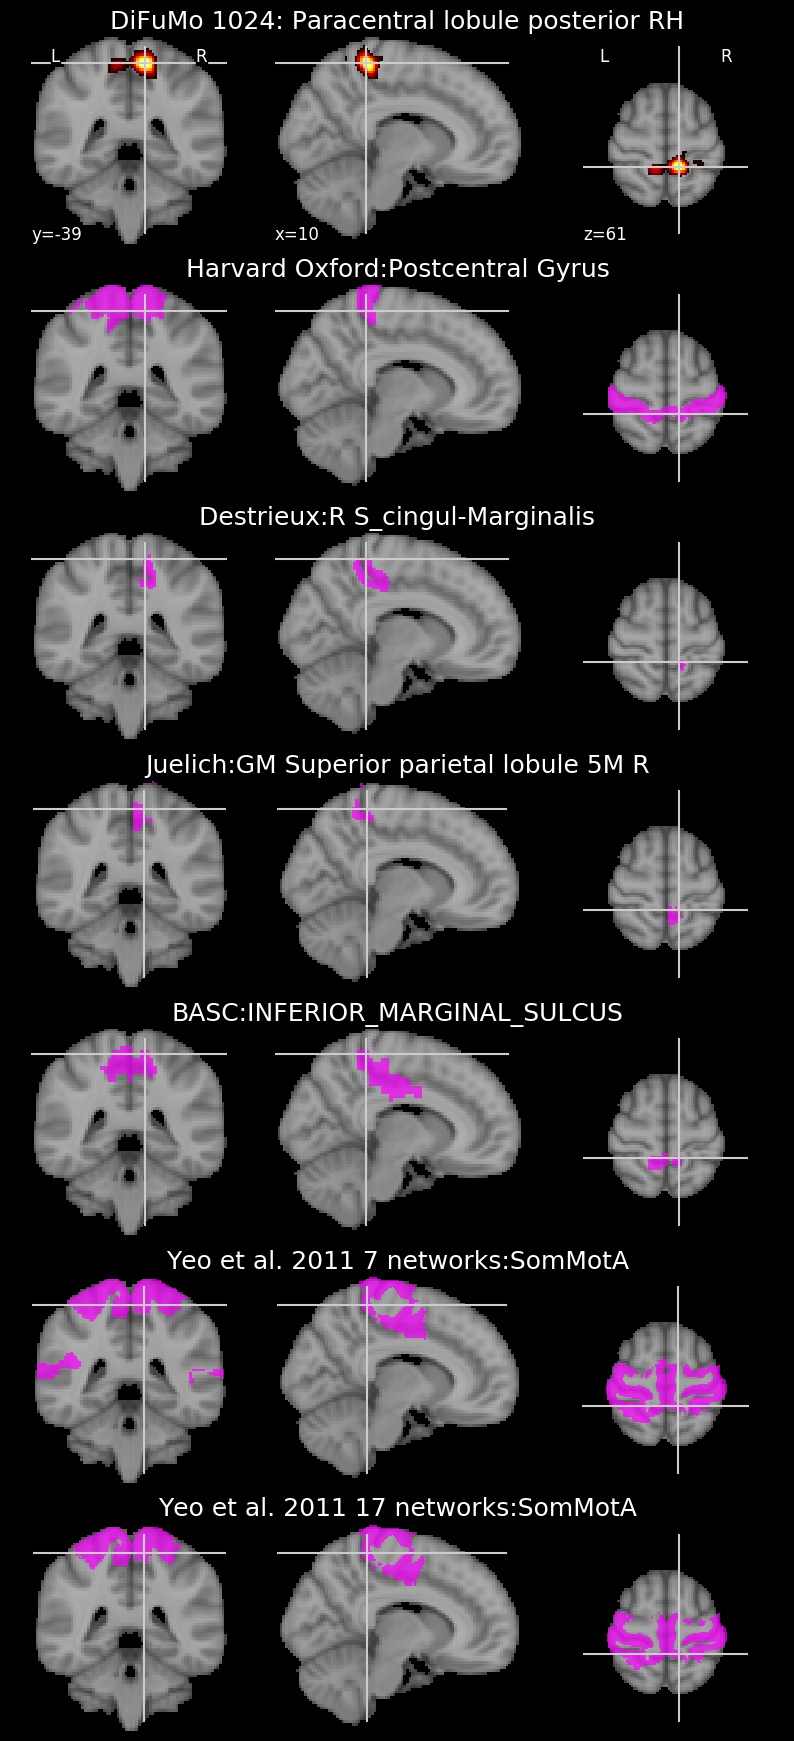 DiFuMo 1024: Paracentral lobule posterior RH
L R L R
y=-39 x=10 z=61
Harvard Oxford:Postcentral Gyrus
Destrieux:R S_cingul-Marginalis
Juelich:GM Superior parietal lobule 5M R
BASC:INFERIOR_MARGINAL_SULCUS
Yeo et al. 2011 7 networks:SomMotA
Yeo et al. 2011 17 networks:SomMotA